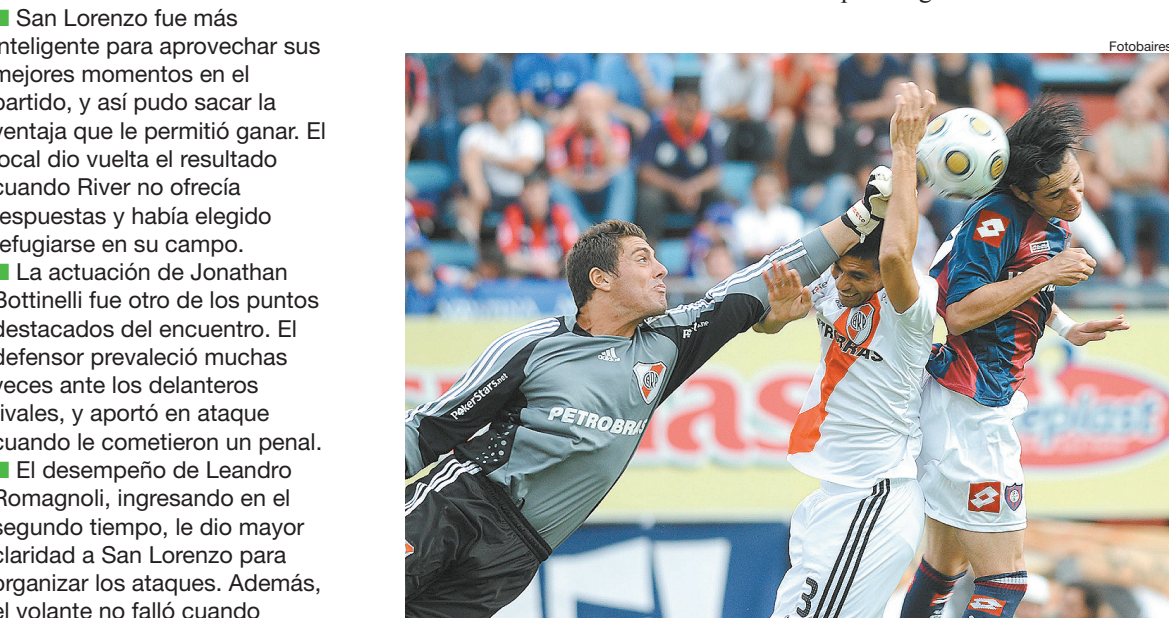 San Lorenzo fue más
nteligente para aprovechar sus
mejores momentos en el
partido, y así pudo sacar la
ventaja que le permitió ganar. El
ocal dio vuelta el resultado
cuando River no ofrecía
respuestas y había elegido
refugiarse en su campo.
La actuación de Jonathan
Bottinelli fue otro de los puntos
destacados del encuentro. El
defensor prevaleció muchas
veces ante los delanteros
rivales, y aportó en ataque
cuando le cometieron un penal.
El desempeño de Leandro
Romagnoli, ingresando en el
segundo tiempo, le dio mayor
claridad a San Lorenzo para
organizar los ataques. Además,
el volante no falló cuando
Fotobaires
PokerStars.net
adidas
PETROBRAS
3